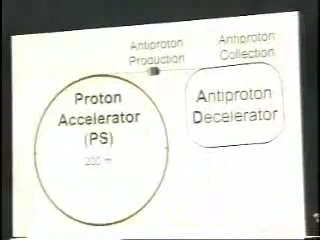 Antiproton
Production
Antiproton
Collection
Proton
Accelerator
(PS)
200 m
Antiproton
Decelerator